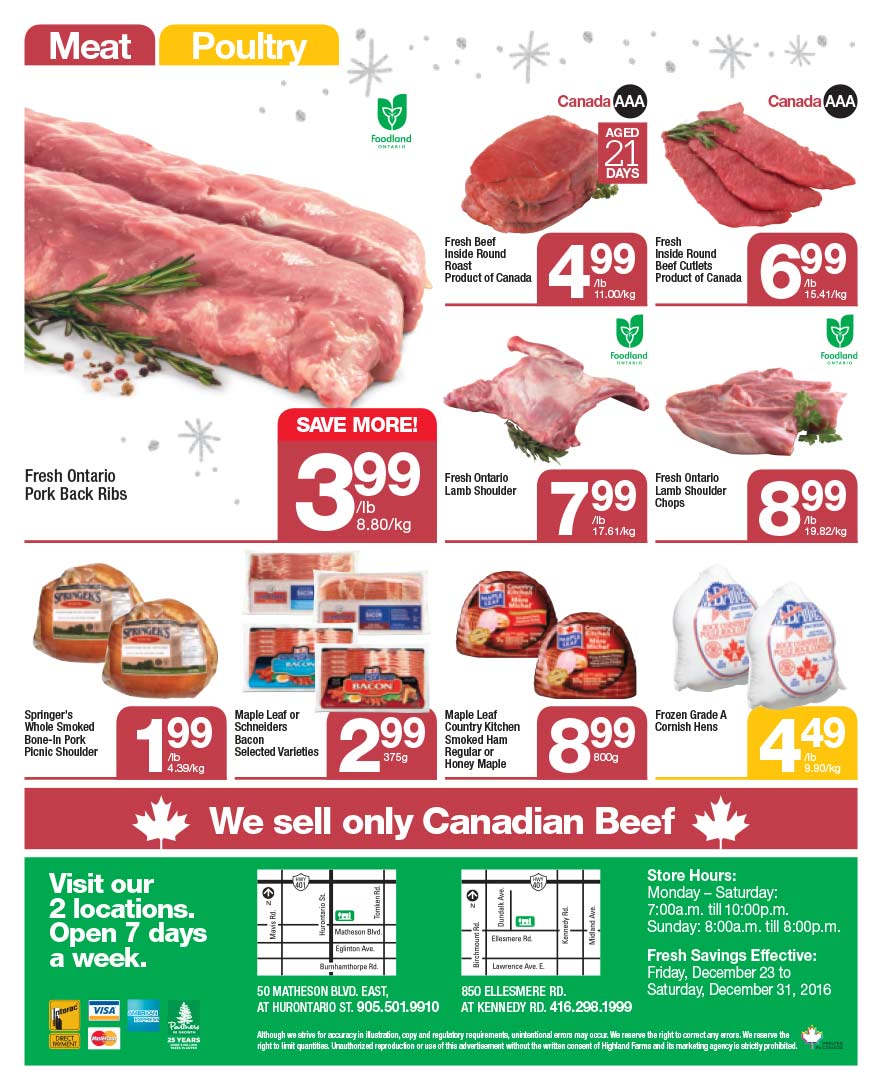 Meat
Poultry
Foodland
ONTARIO
Fresh Ontario
Pork Back Ribs
SAVE MORE!
3.99
/lb
8.80/kg
Canada AAA
AGED
21
DAYS
Fresh Beef
Inside Round
Roast
Product of Canada
4.99
/lb
11.00/kg
Canada AAA
Fresh
Inside Round
Beef Cutlets
Product of Canada
6.99
/lb
15.41/kg
Foodland
ONTARIO
Fresh Ontario
Lamb Shoulder
7.99
/lb
17.61/kg
Foodland
ONTARIO
Fresh Ontario
Lamb Shoulder
Chops
8.99
/lb
19.82/kg
SPRINGER'S
SPRINGER'S
Springer's
Whole Smoked
Bone-In Pork
Picnic Shoulder
1.99
/lb
4.39/kg
BACON
BACON
BACON
Maple Leaf or
Schneiders
Bacon
Selected Varieties
2.99
375g
MAPLE LEAF
Country
Kitchen
Mère
Michel
MAPLE LEAF
Country
Kitchen
Mère
Michel
Maple Leaf
Country Kitchen
Smoked Ham
Regular or
Honey Maple
8.99
800g
Frozen Grade A
Cornish Hens
4.49
/lb
9.90/kg
We sell only Canadian Beef
Visit our
2 locations.
Open 7 days
a week.
Interac
DIRECT
PAYMENT
VISA
MasterCard
AMERICAN
EXPRESS
Partners
IN GROWTH
25 YEARS
HWY
401
N
Mavis Rd.
Hurontario St.
Tomken Rd.
Matheson Blvd.
Eglinton Ave.
Burnhamthorpe Rd.
50 MATHESON BLVD. EAST,
AT HURONTARIO ST. 905.501.9910
HWY
401
N
Birchmount Rd.
Dundalk Ave.
Kennedy Rd.
Midland Ave.
Ellesmere Rd.
Lawrence Ave. E.
850 ELLESMERE RD.
AT KENNEDY RD. 416.298.1999
Store Hours:
Monday – Saturday:
7:00a.m. till 10:00p.m.
Sunday: 8:00a.m. till 8:00p.m.
Fresh Savings Effective:
Friday, December 23 to
Saturday, December 31, 2016
Although we strive for accuracy in illustration, copy and regulatory requirements, unintentional errors may occur. We reserve the right to correct any errors. We reserve the
right to limit quantities. Unauthorized reproduction or use of this advertisement without the written consent of Highland Farms and its marketing agency is strictly prohibited.